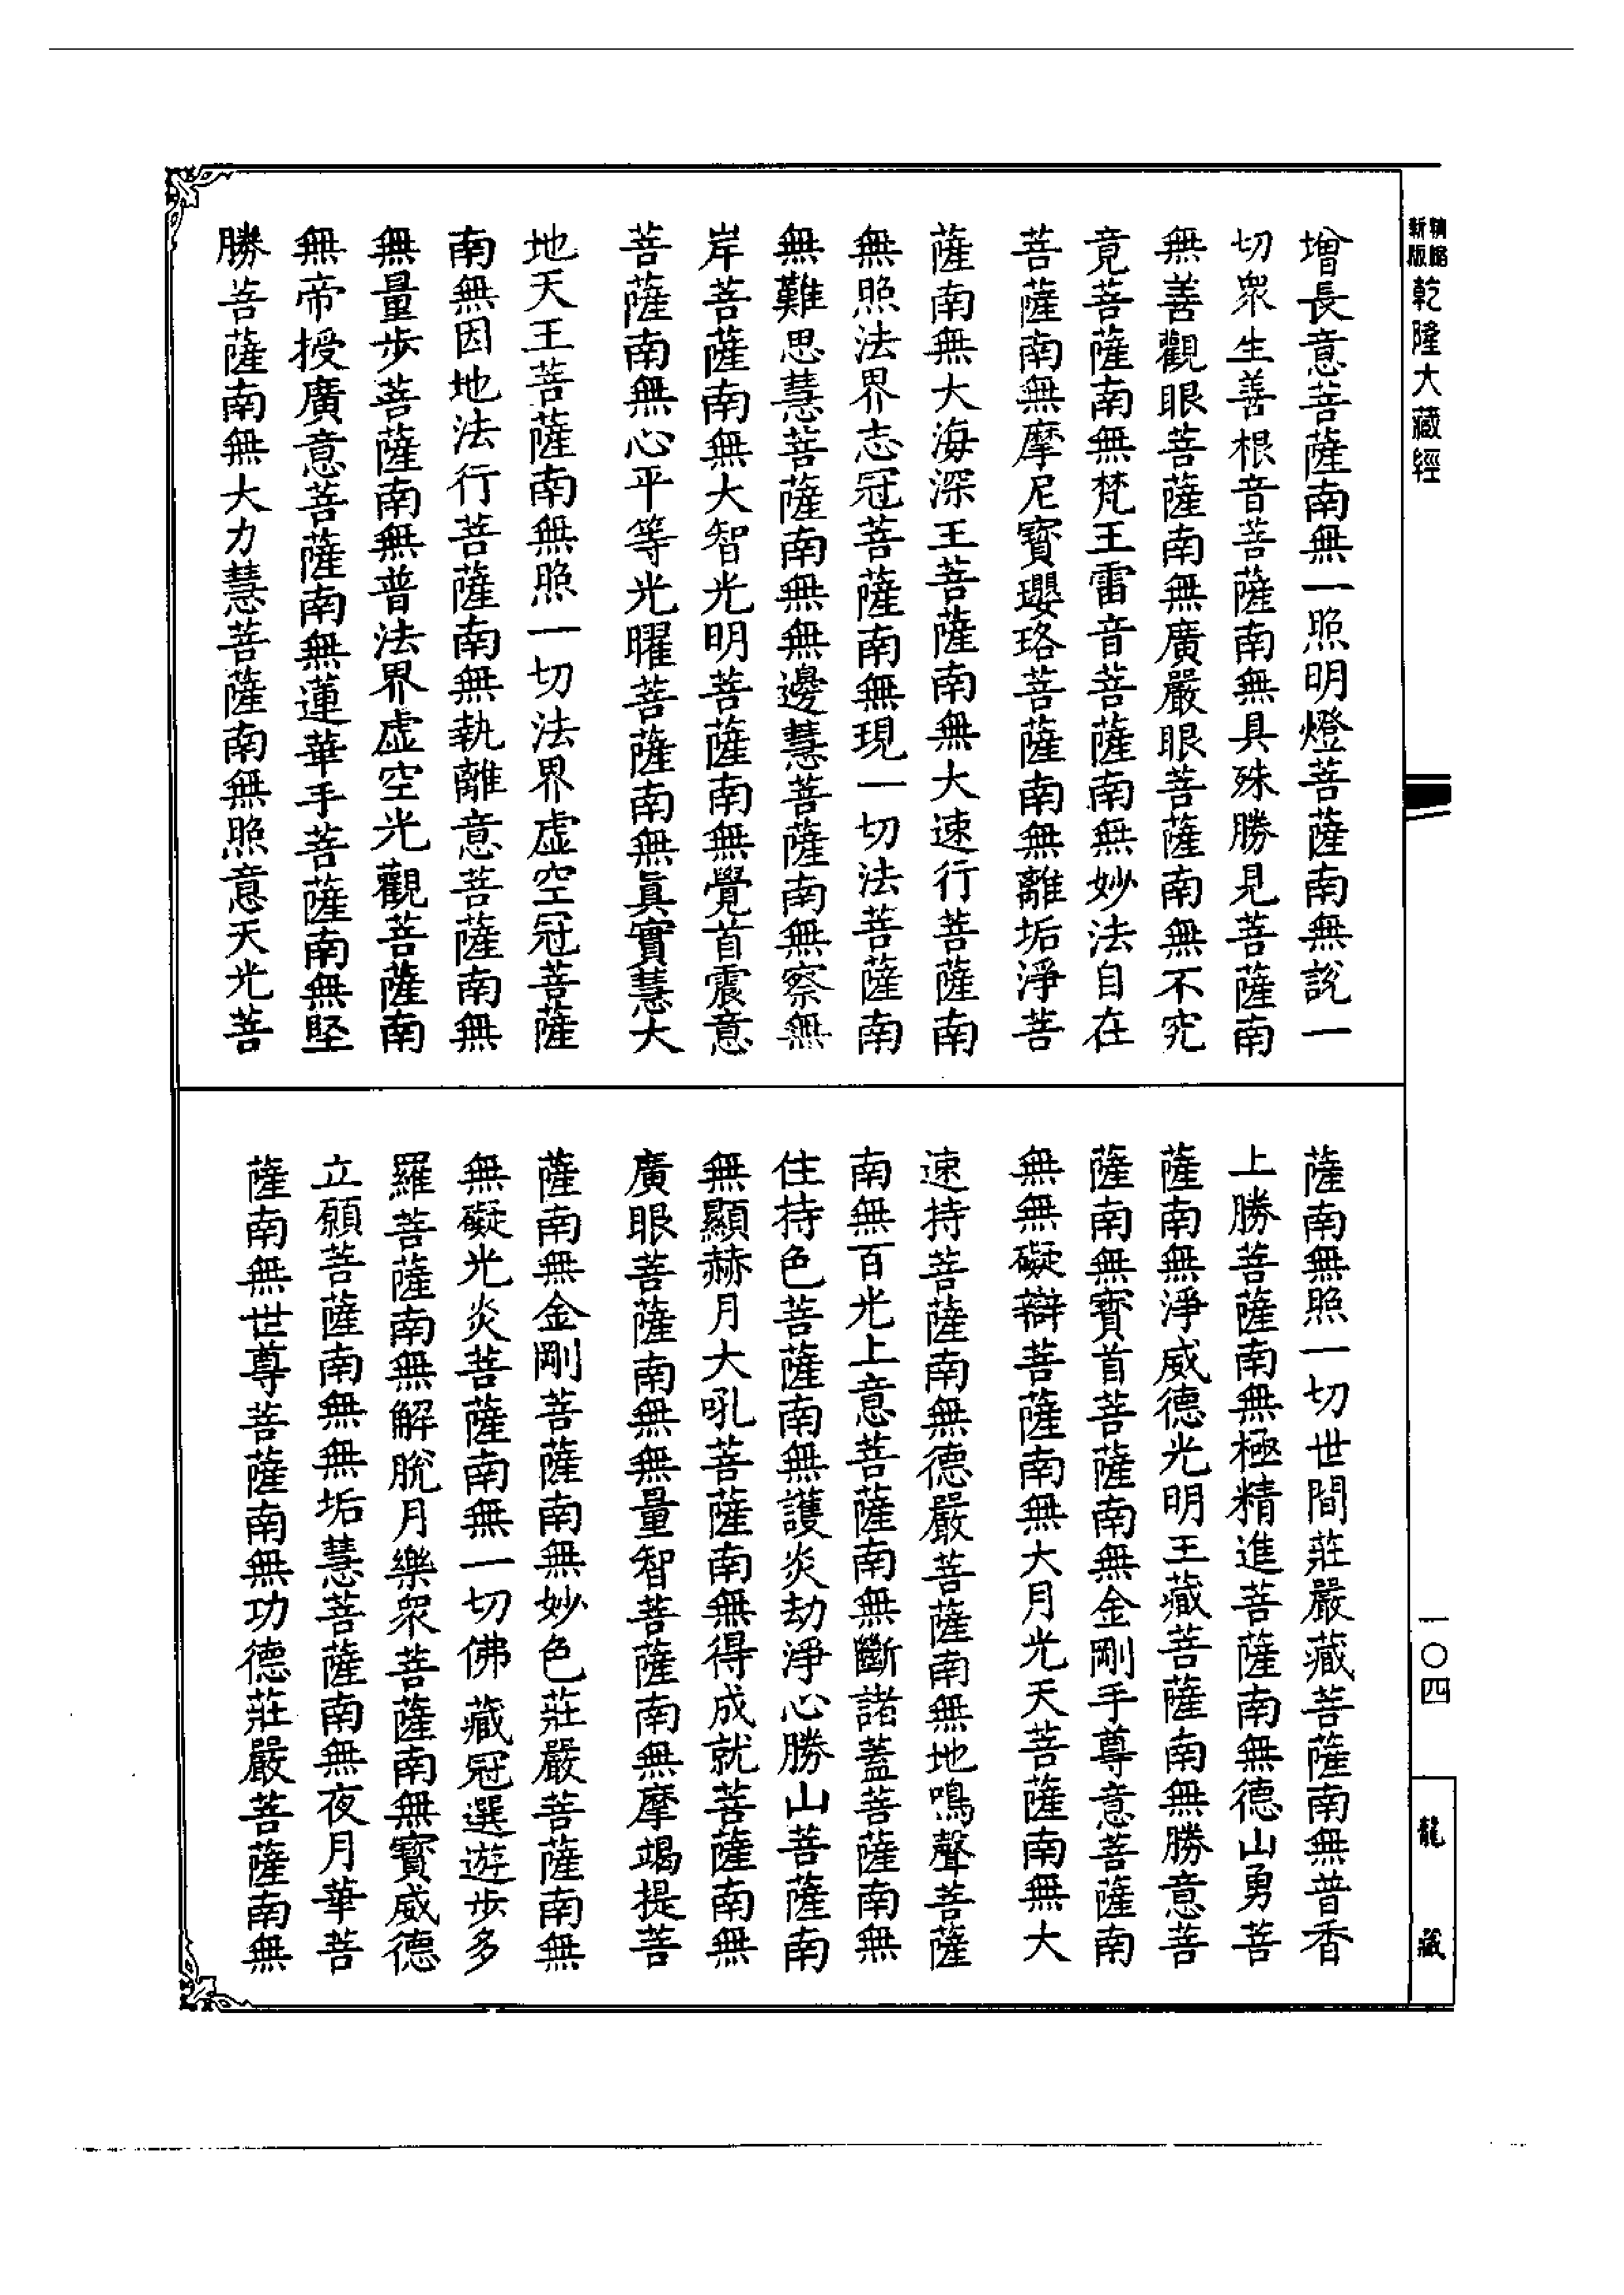 新版
乾隆大藏經
增長意菩薩南無一照明燈菩薩南無說一
切衆生善根音菩薩南無具殊勝見菩薩南
無善觀眼菩薩南無廣嚴眼菩薩南無不究
竟菩薩南無梵王雷音菩薩南無妙法自在
菩薩南無摩尼寶瓔珞菩薩南無離垢淨菩
薩南無大海深王菩薩南無大速行菩薩南
無照法界志冠菩薩南無現一切法菩薩南
無難思慧菩薩南無無邊慧菩薩南無察無
岸菩薩南無大智光明菩薩南無覺首震意
菩薩南無心平等光曜菩薩南無真實慧大
地天王菩薩南無照一切法界虛空冠菩薩
南無因地法行菩薩南無執離意菩薩南無
無量步菩薩南無普法界虛空光觀菩薩南
無帝授廣意菩薩南無蓮華手菩薩南無堅
勝菩薩南無大力慧菩薩南無照意天光菩
薩南無照一切世間莊嚴藏菩薩南無普香
上勝菩薩南無極精進菩薩南無德山勇菩
薩南無淨威德光明王藏菩薩南無勝意菩
薩南無寶首菩薩南無金剛手尊意菩薩南
無無礙辯菩薩南無大月光天菩薩南無大
速持菩薩南無德嚴菩薩南無地鳴聲菩薩
南無百光上意菩薩南無斷諸蓋菩薩南無
住持色菩薩南無護炎劫淨心勝山菩薩南
無顯赫月大吼菩薩南無得成就菩薩南無
廣眼菩薩南無無量智菩薩南無摩竭提菩
薩南無金剛菩薩南無妙色莊嚴菩薩南無
無礙光炎菩薩南無一切佛藏冠選遊步多
羅菩薩南無解脫月樂衆菩薩南無寶威德
立願菩薩南無無垢慧菩薩南無夜月華菩
薩南無世尊菩薩南無功德莊嚴菩薩南無
一〇四
龍藏